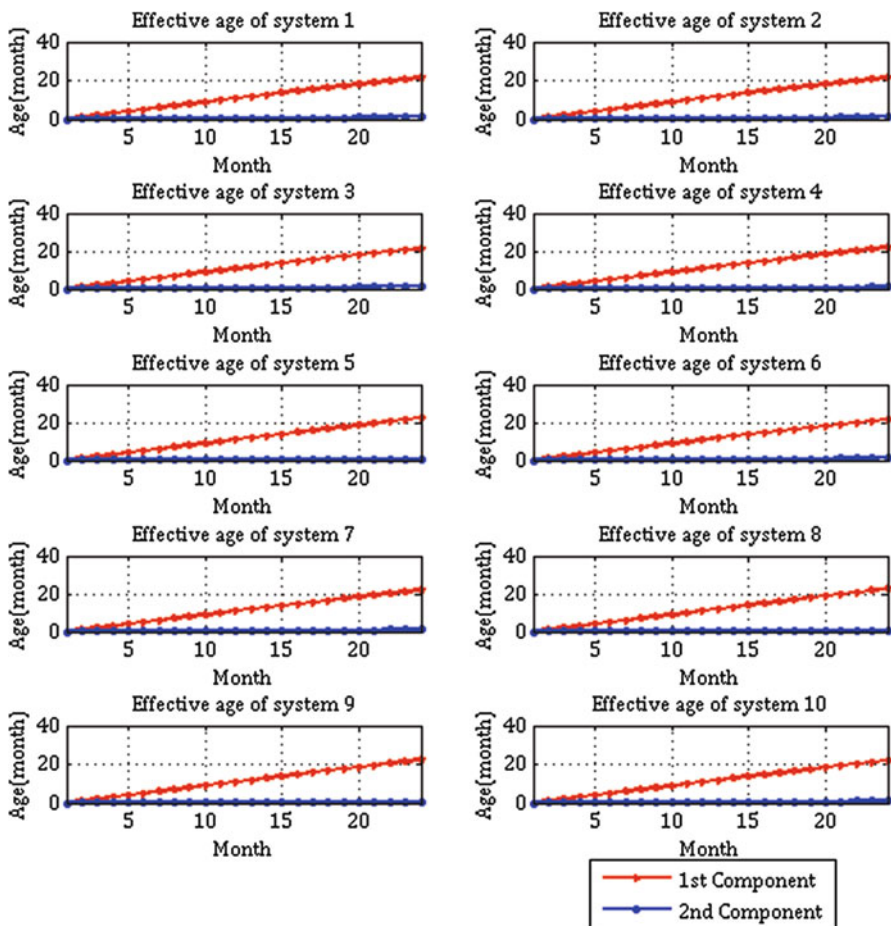 Effective age of system 1
Age(month)
40
20
0
5 10 15 20
Month
Effective age of system 2
Age(month)
40
20
0
5 10 15 20
Month
Effective age of system 3
Age(month)
40
20
0
5 10 15 20
Month
Effective age of system 4
Age(month)
40
20
0
5 10 15 20
Month
Effective age of system 5
Age(month)
40
20
0
5 10 15 20
Month
Effective age of system 6
Age(month)
40
20
0
5 10 15 20
Month
Effective age of system 7
Age(month)
40
20
0
5 10 15 20
Month
Effective age of system 8
Age(month)
40
20
0
5 10 15 20
Month
Effective age of system 9
Age(month)
40
20
0
5 10 15 20
Month
Effective age of system 10
Age(month)
40
20
0
5 10 15 20
Month
1st Component
2nd Component